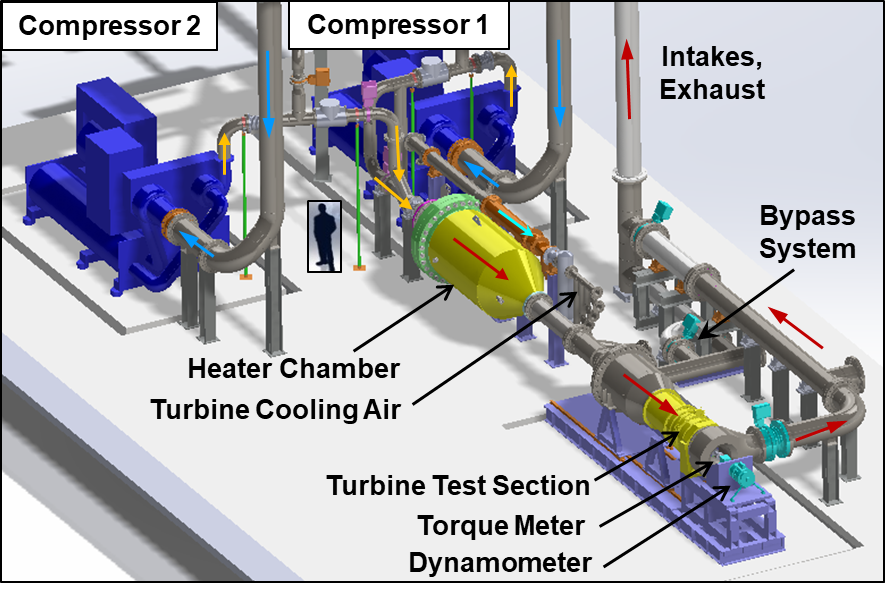 Compressor 2
Compressor 1
Intakes,
Exhaust
Bypass
System
Heater Chamber
Turbine Cooling Air
Turbine Test Section
Torque Meter
Dynamometer